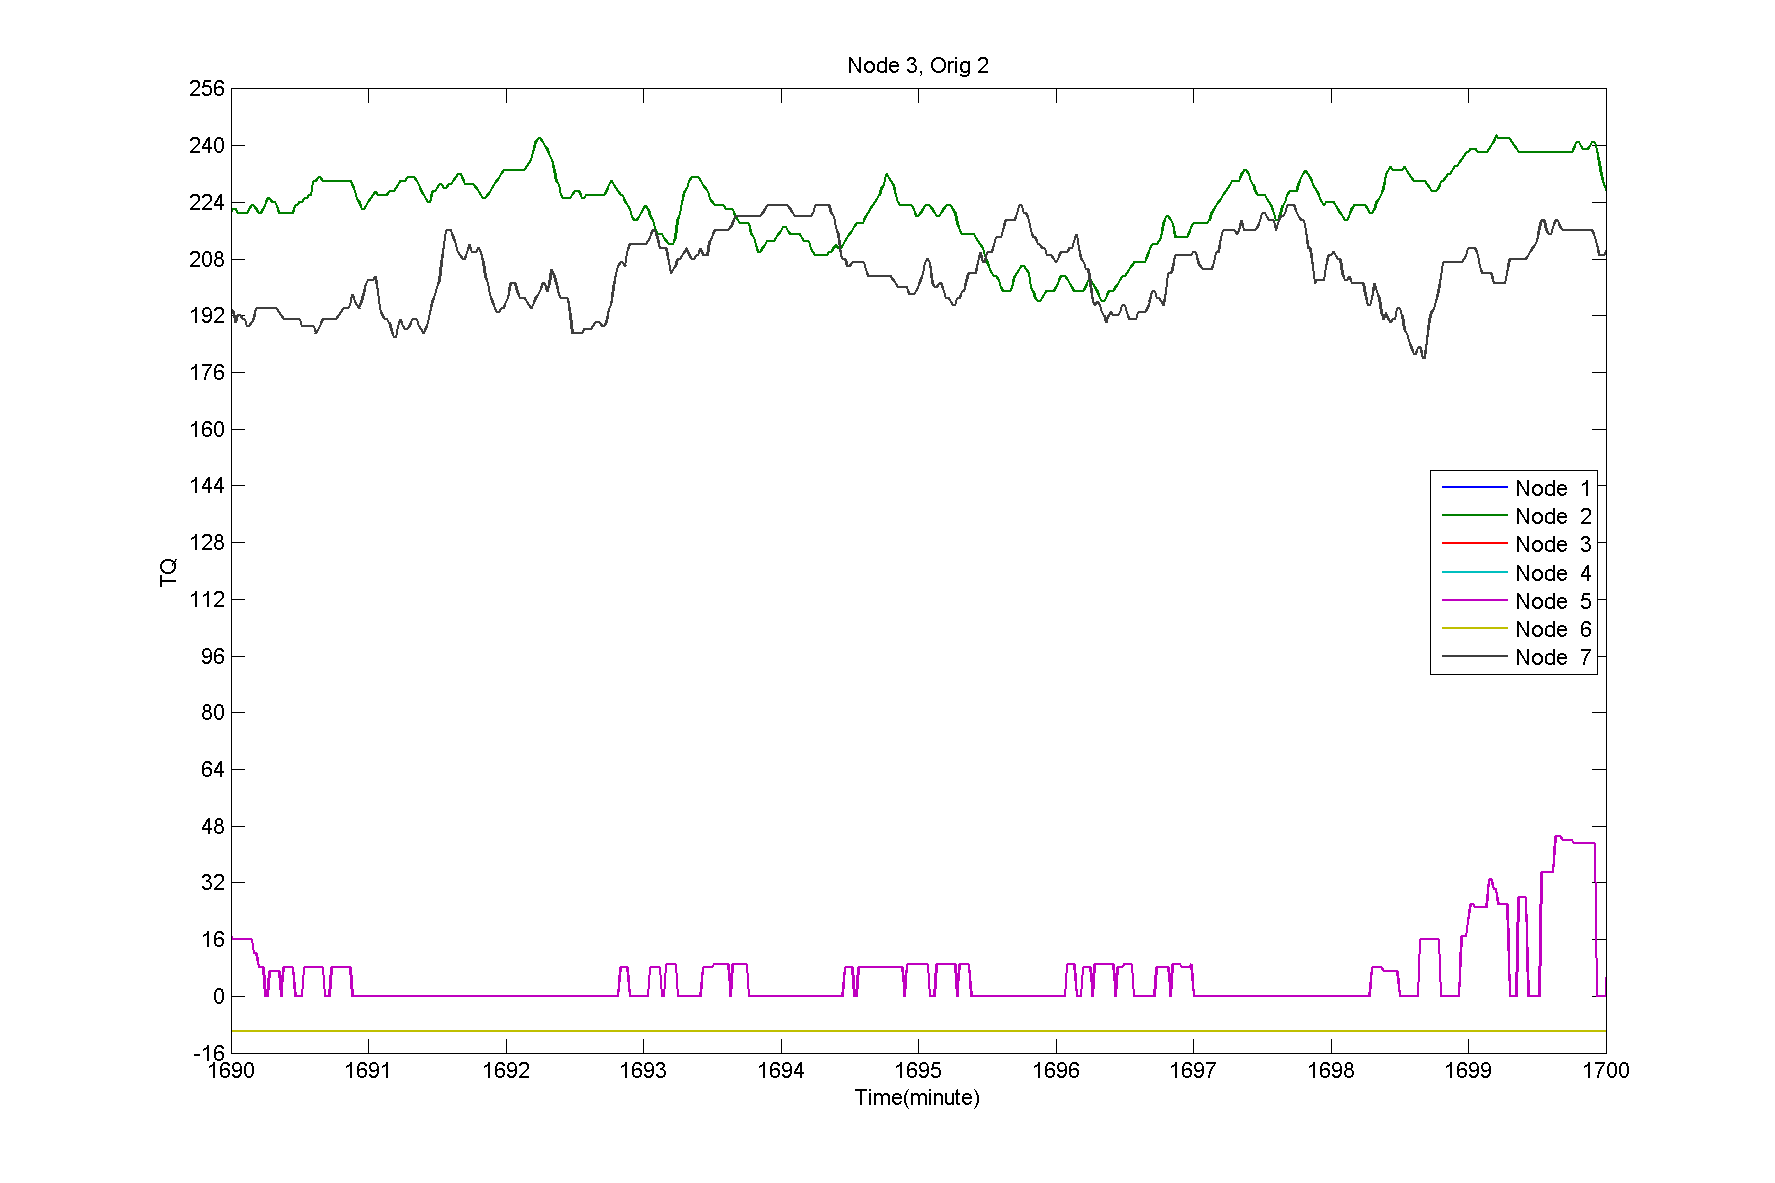 Node 3, Orig 2
256
240
224
208
192
176
160
144
128
112
96
80
64
48
32
16
0
-16
TQ
Node 1
Node 2
Node 3
Node 4
Node 5
Node 6
Node 7
1690 1691 1692 1693 1694 1695 1696 1697 1698 1699 1700
Time(minute)